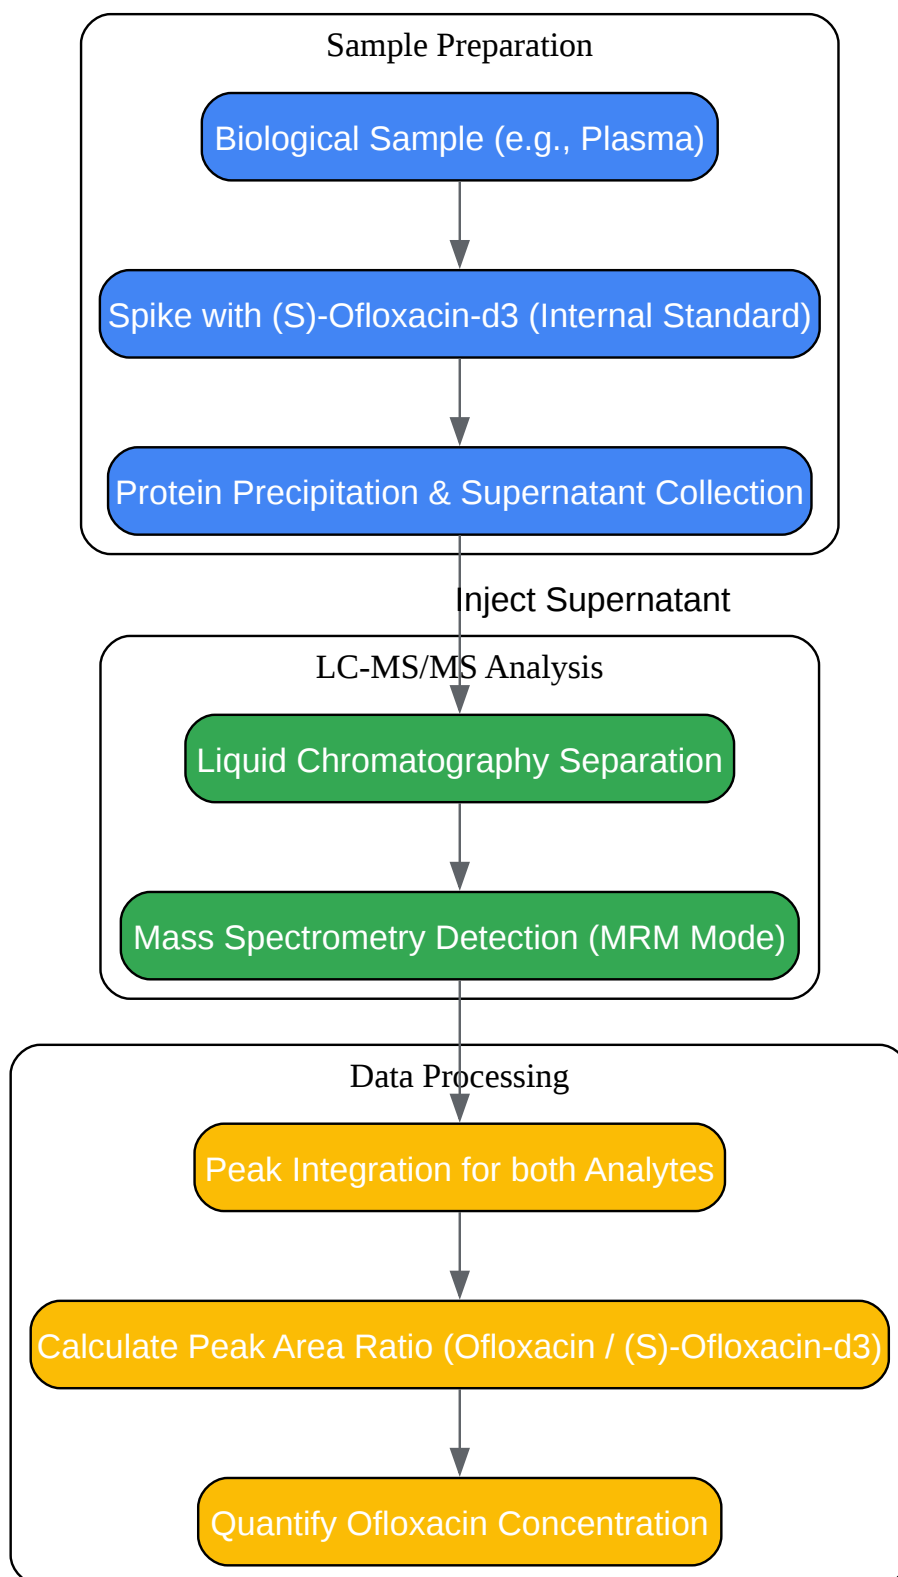 Sample Preparation
Biological Sample (e.g., Plasma)
Spike with (S)-Ofloxacin-d3 (Internal Standard)
Protein Precipitation & Supernatant Collection
Inject Supernatant
LC-MS/MS Analysis
Liquid Chromatography Separation
Mass Spectrometry Detection (MRM Mode)
Data Processing
Peak Integration for both Analytes
Calculate Peak Area Ratio (Ofloxacin / (S)-Ofloxacin-d3)
Quantify Ofloxacin Concentration